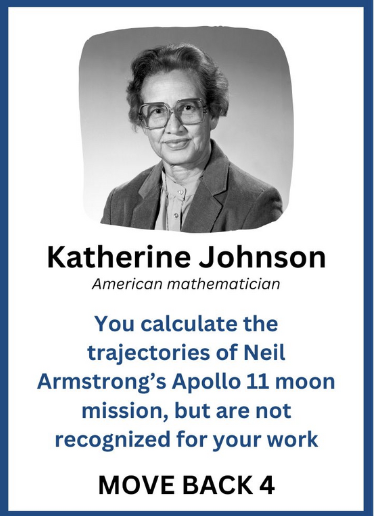 Katherine Johnson
American mathematician
You calculate the
trajectories of Neil
Armstrong’s Apollo 11 moon
mission, but are not
recognized for your work
MOVE BACK 4